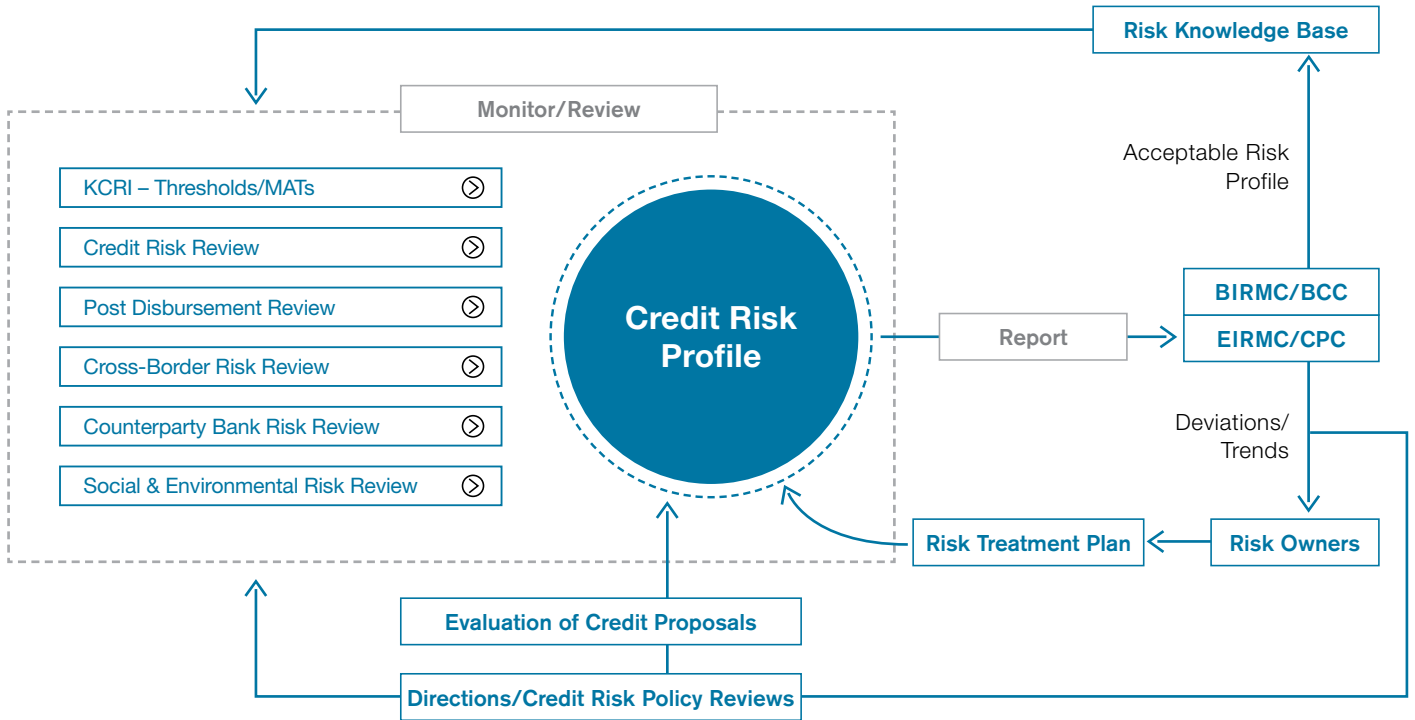 Risk Knowledge Base
Monitor/Review
Acceptable Risk
Profile
KCRI – Thresholds/MATs
Credit Risk Review
Post Disbursement Review
Cross-Border Risk Review
Counterparty Bank Risk Review
Social & Environmental Risk Review
Credit Risk
Profile
Report
BIRMC/BCC
EIRMC/CPC
Deviations/
Trends
Risk Treatment Plan
Risk Owners
Evaluation of Credit Proposals
Directions/Credit Risk Policy Reviews